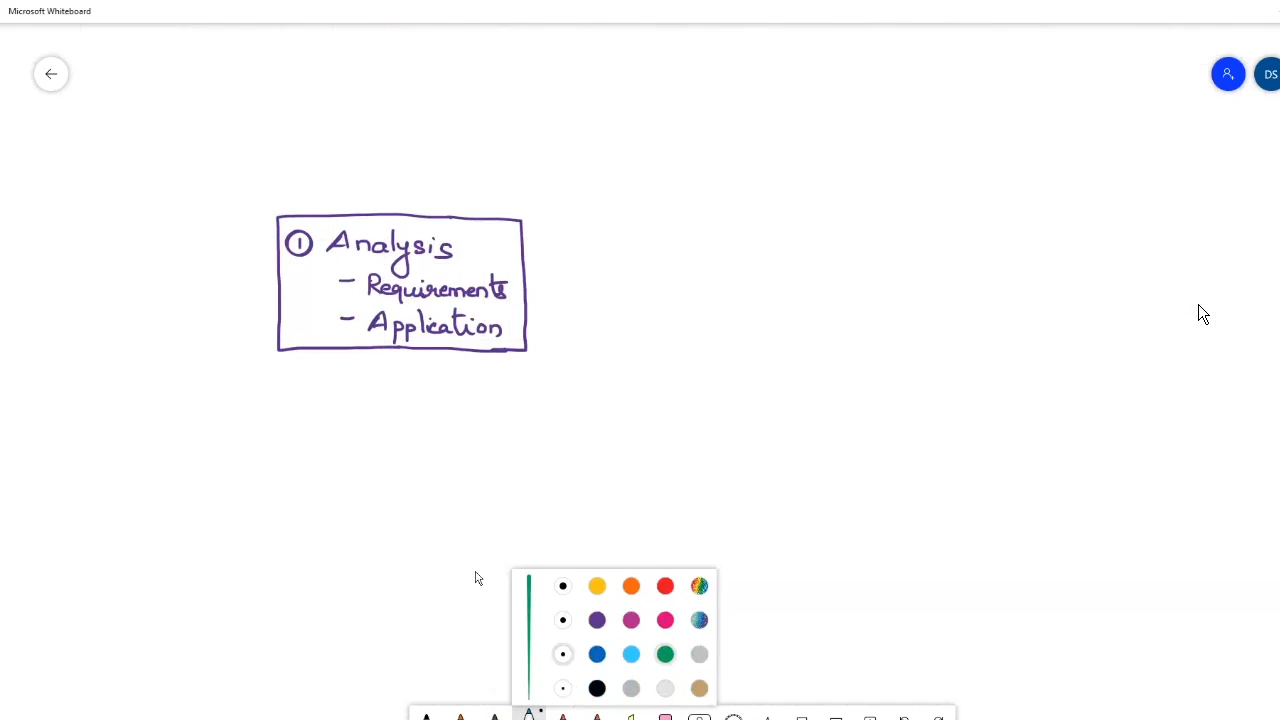 Microsoft Whiteboard
DS
① Analysis
- Requirements
- Application